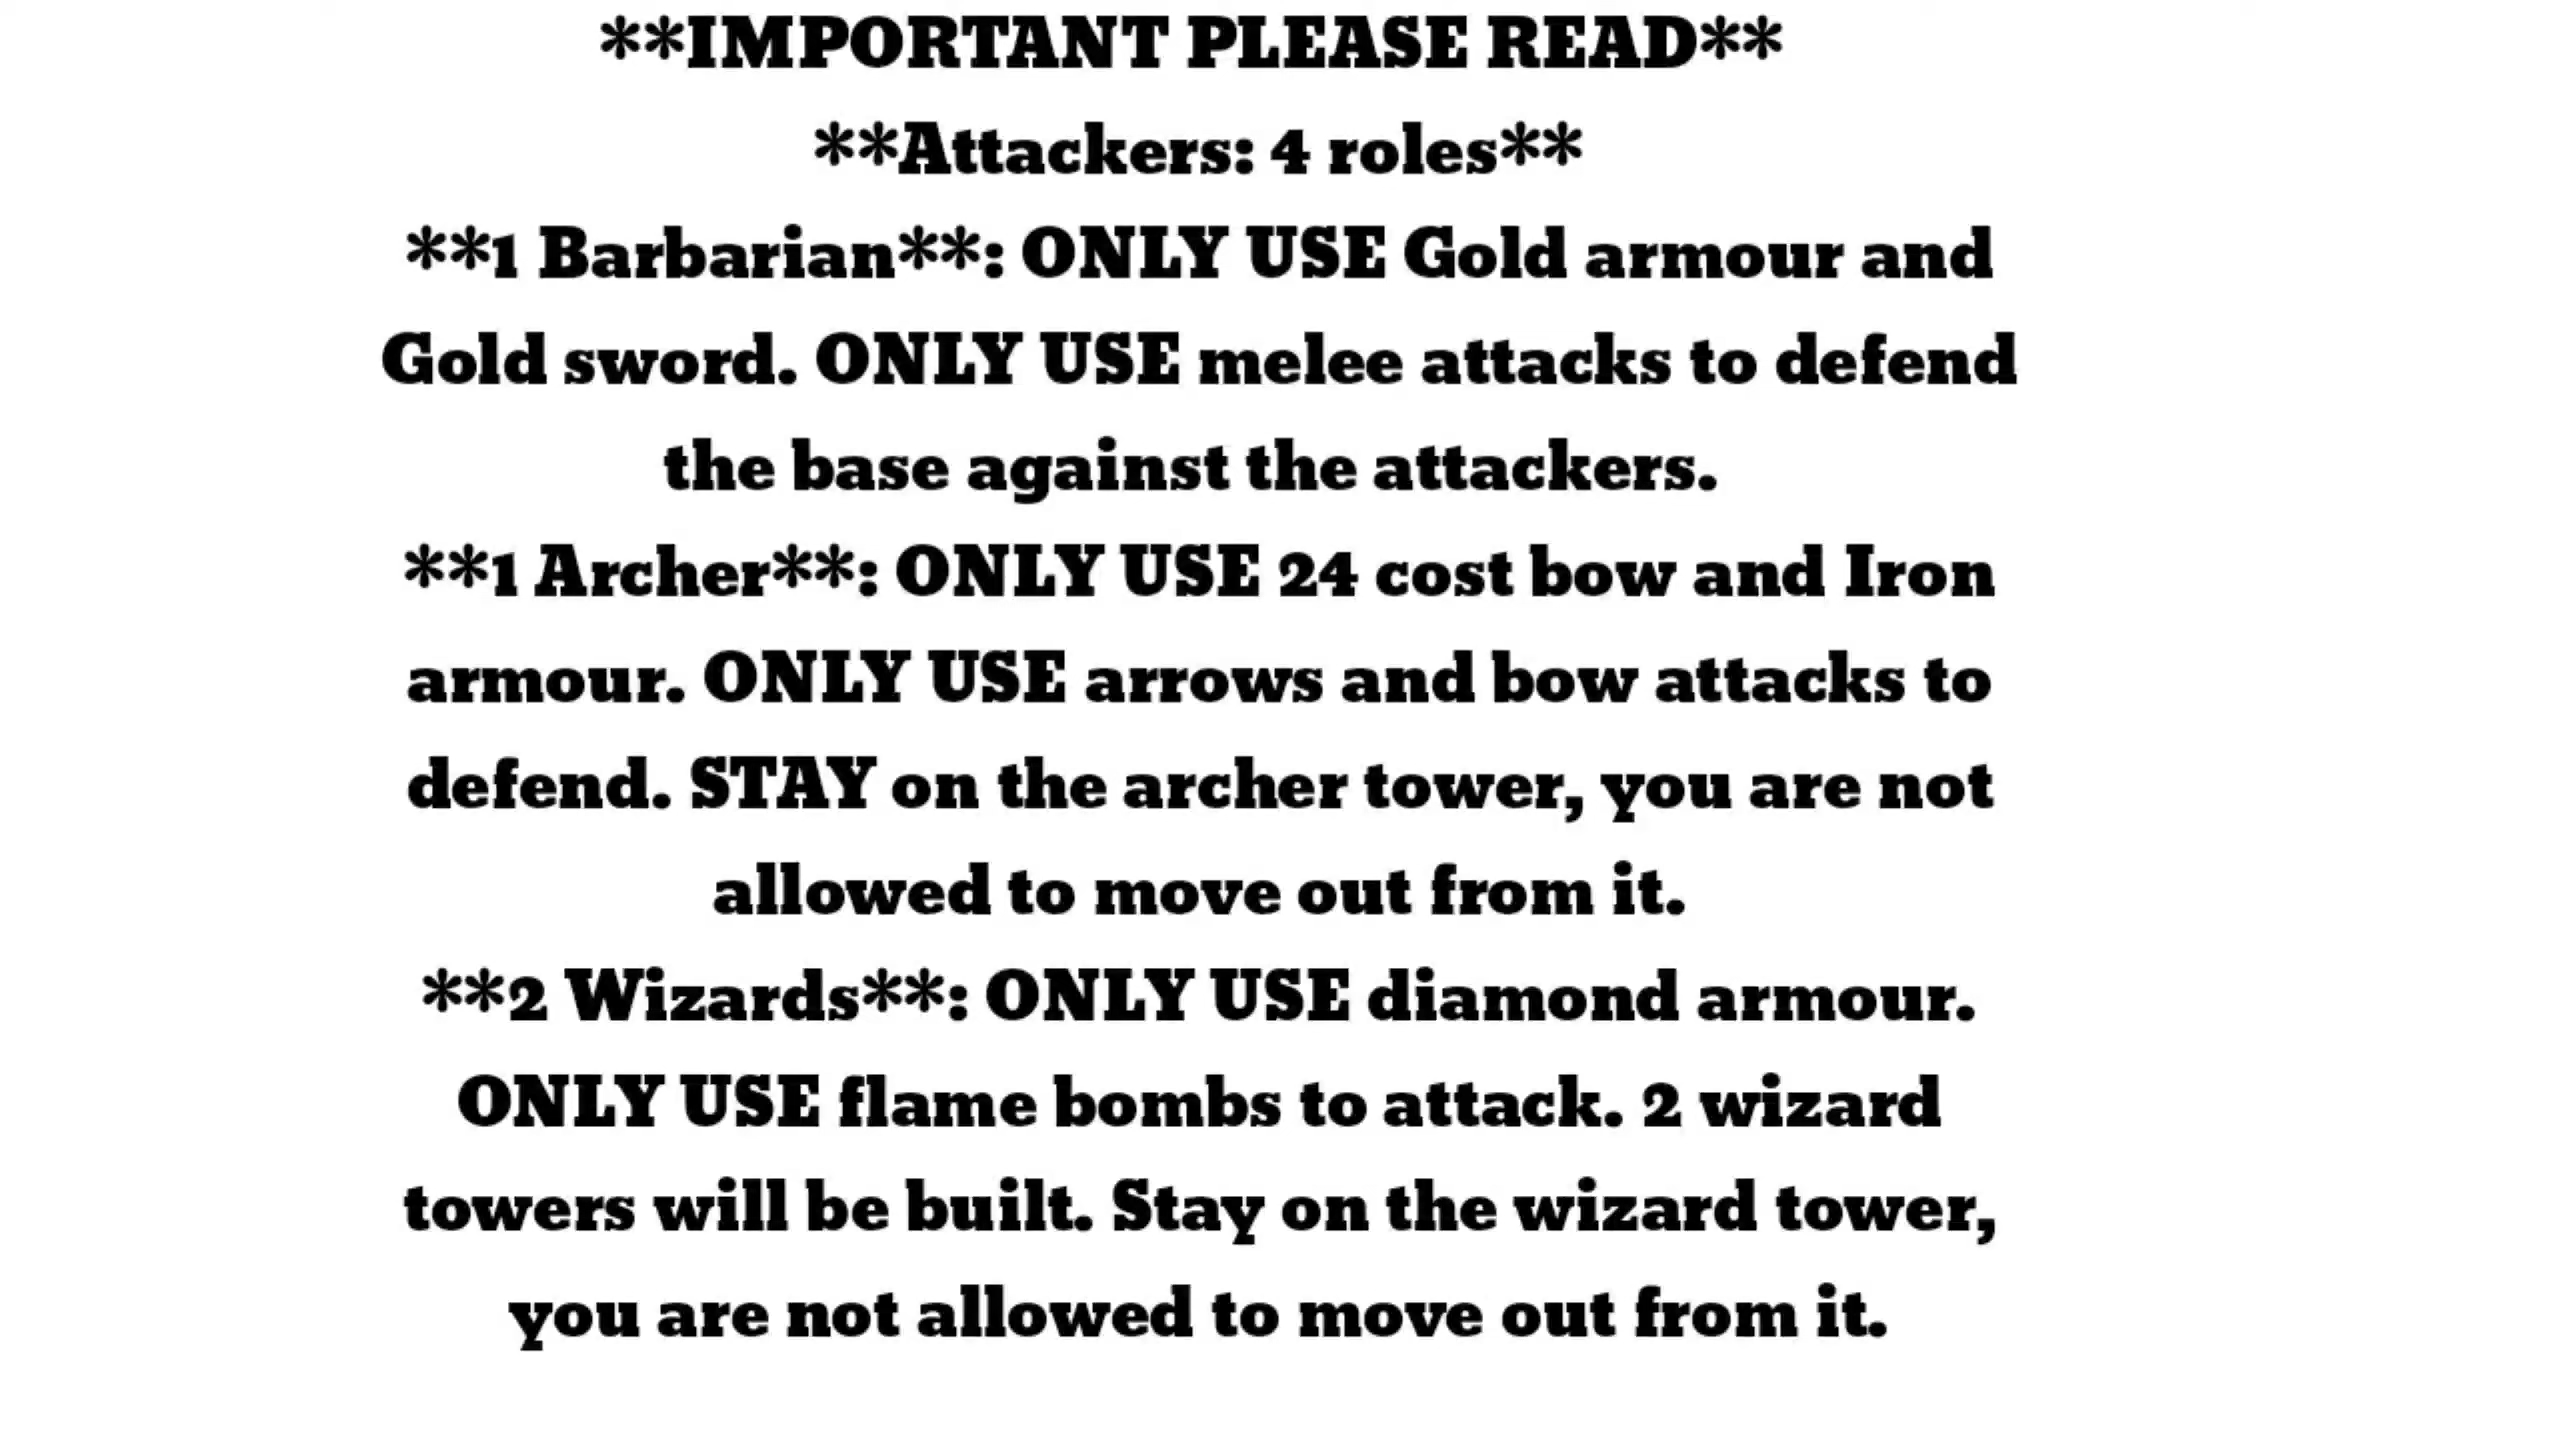 **IMPORTANT PLEASE READ**
**Attackers: 4 roles**
**1 Barbarian**: ONLY USE Gold armour and
Gold sword. ONLY USE melee attacks to defend
the base against the attackers.
**1 Archer**: ONLY USE 24 cost bow and Iron
armour. ONLY USE arrows and bow attacks to
defend. STAY on the archer tower, you are not
allowed to move out from it.
**2 Wizards**: ONLY USE diamond armour.
ONLY USE flame bombs to attack. 2 wizard
towers will be built. Stay on the wizard tower,
you are not allowed to move out from it.